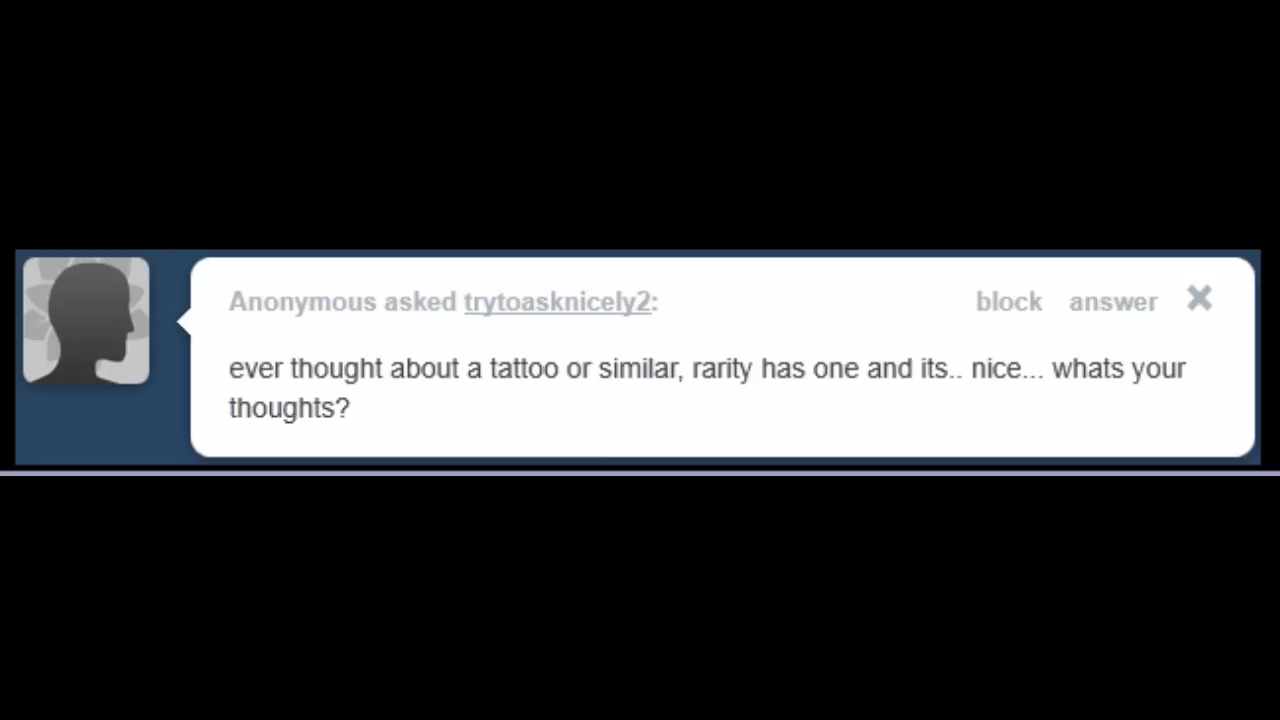 Anonymous asked trytoasknicely2: block answer
ever thought about a tattoo or similar, rarity has one and its.. nice... whats your
thoughts?